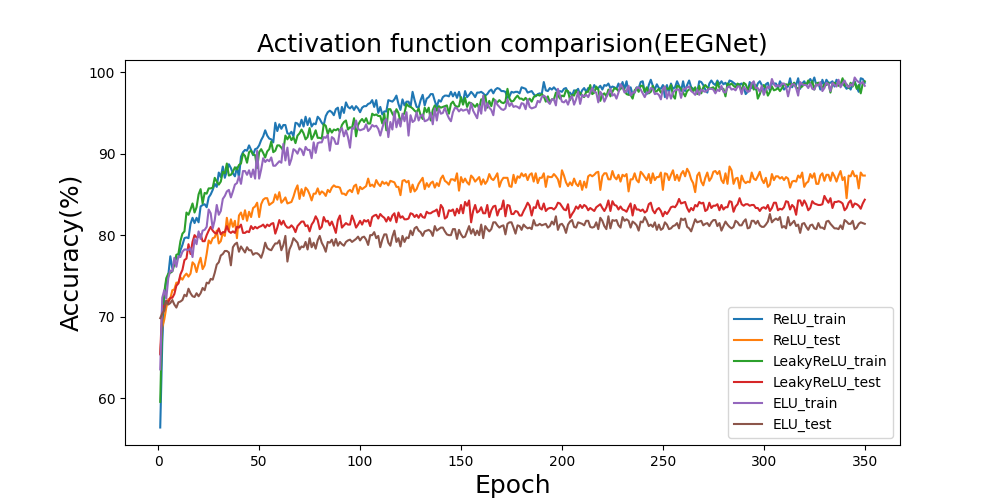 Activation function comparision(EEGNet)
Accuracy(%)
100
90
80
70
60
0 50 100 150 200 250 300 350
Epoch
ReLU_train
ReLU_test
LeakyReLU_train
LeakyReLU_test
ELU_train
ELU_test